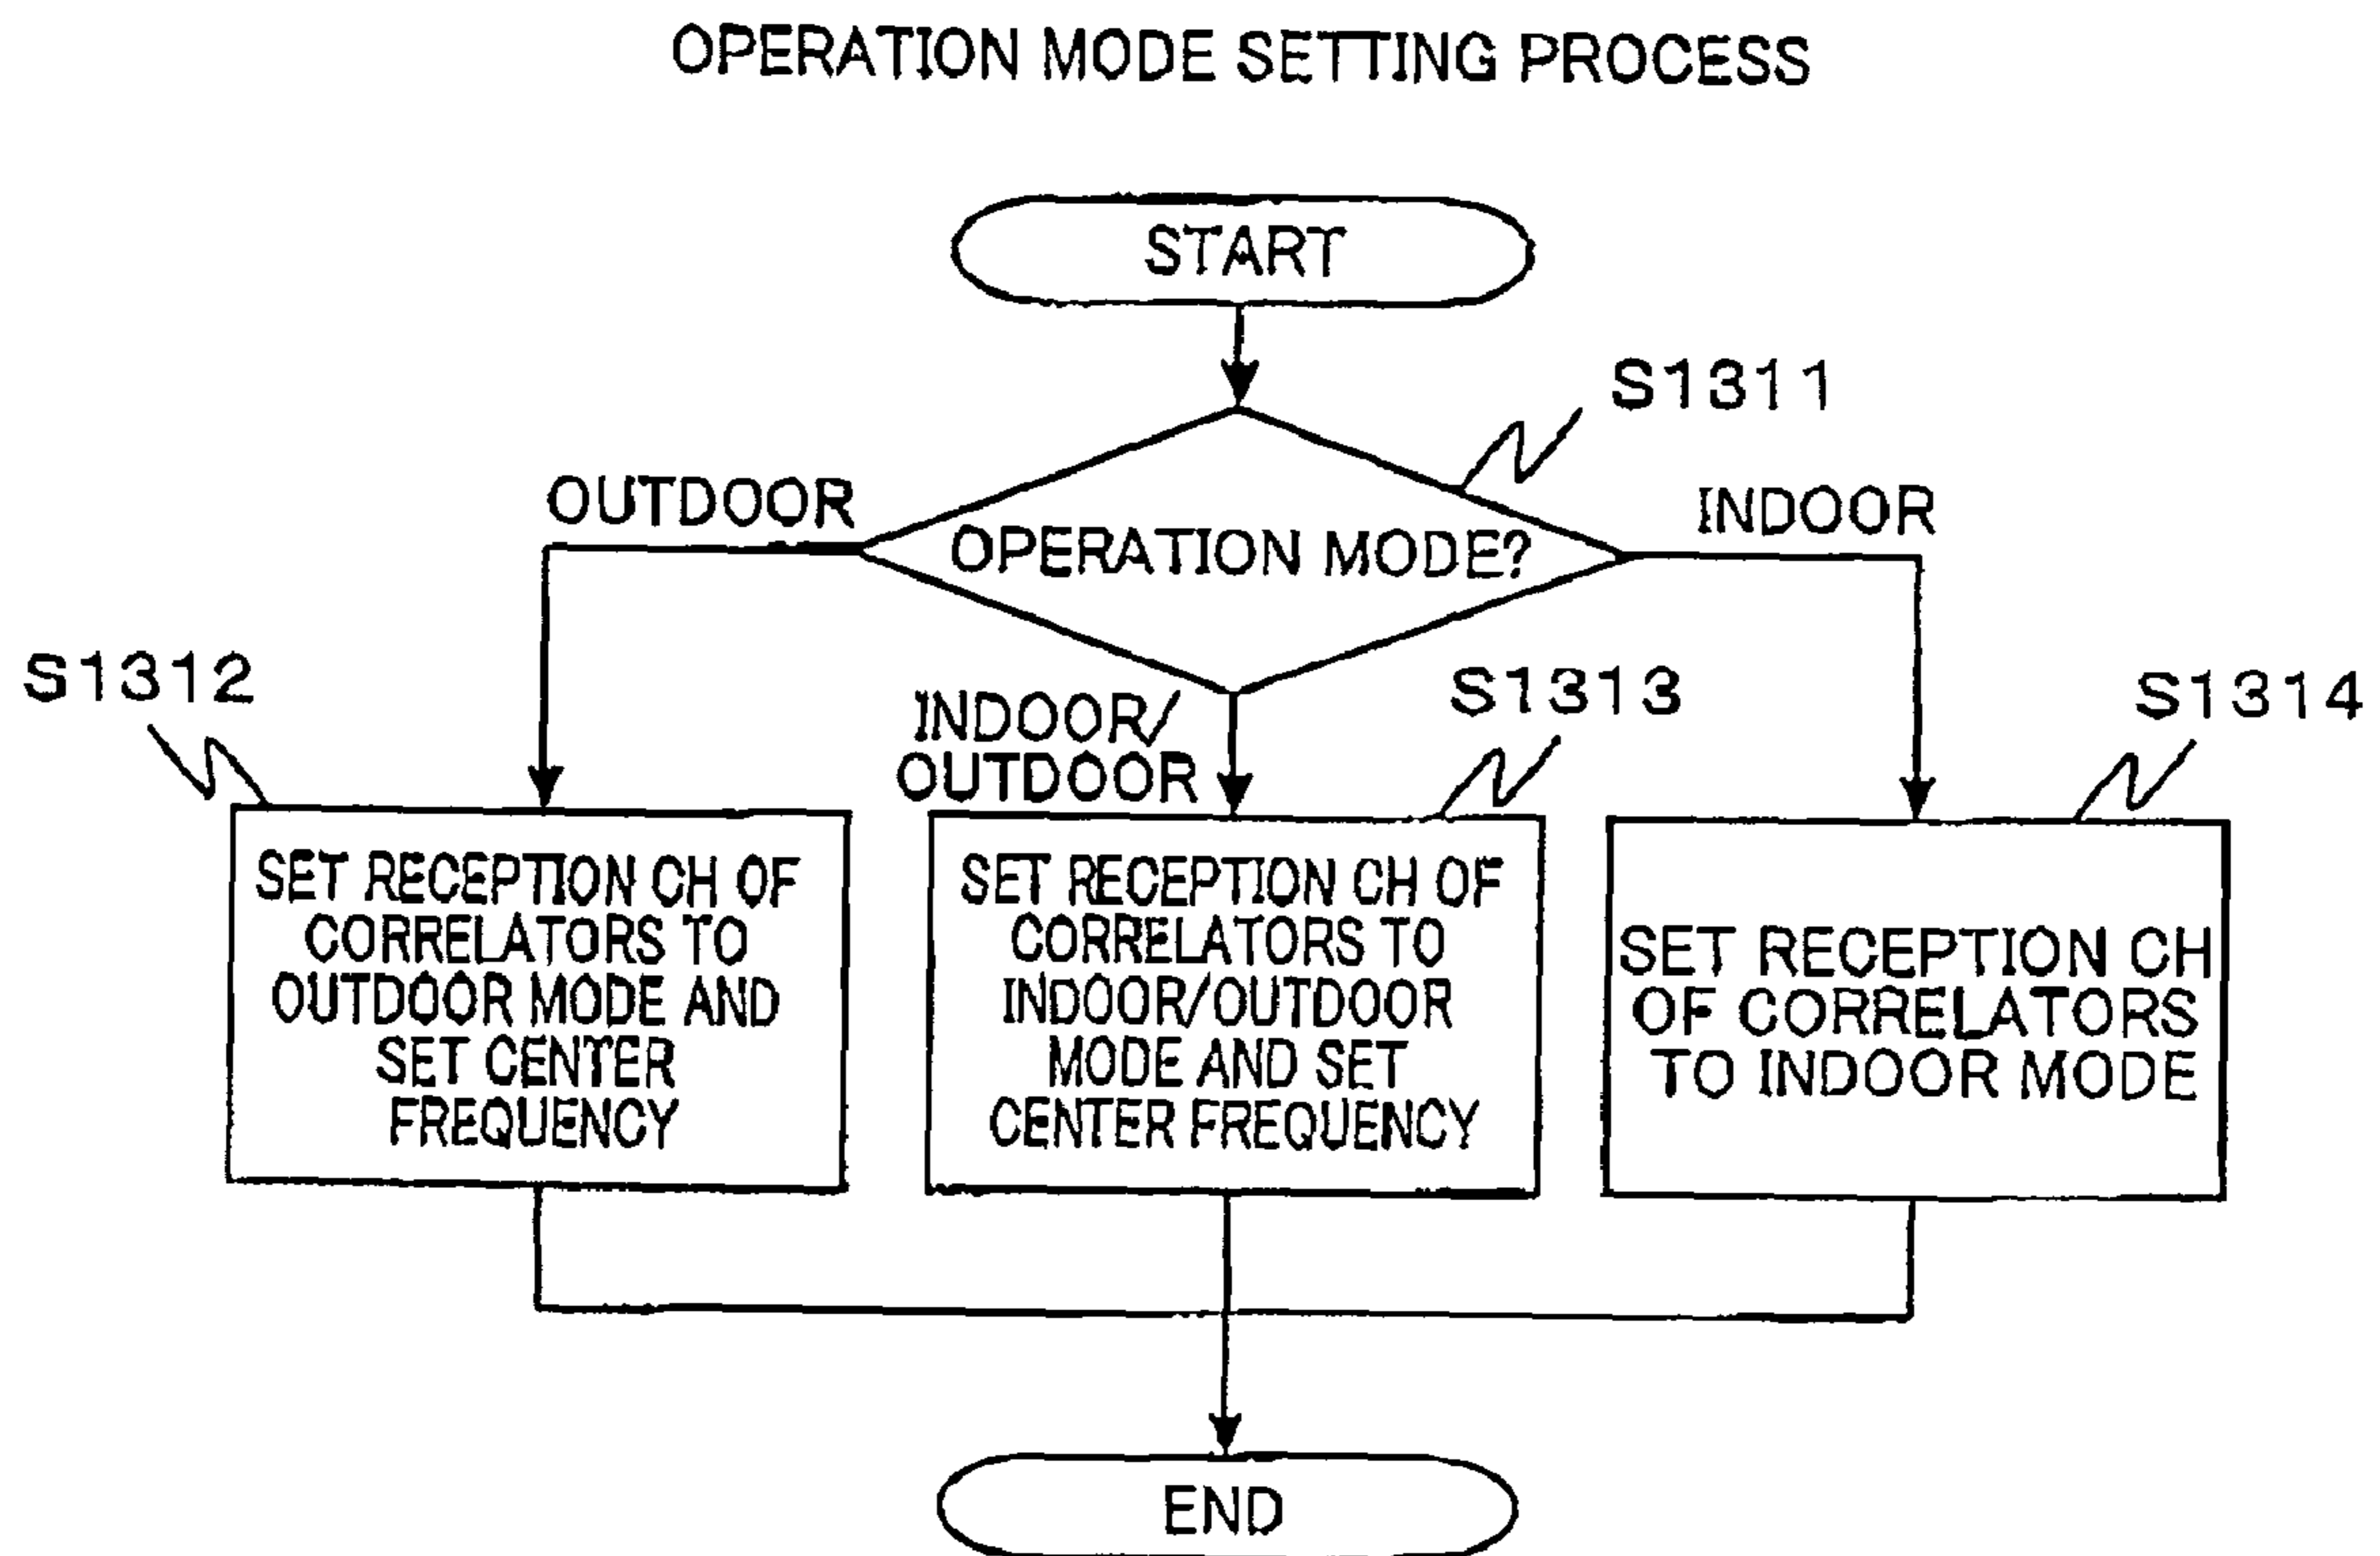 OPERATION MODE SETTING PROCESS
START
S1311
OUTDOOR
INDOOR
OPERATION MODE?
S1312
INDOOR/
OUTDOOR
S1313
S1314
SET RECEPTION CH OF
CORRELATORS TO
OUTDOOR MODE AND
SET CENTER
FREQUENCY
SET RECEPTION CH OF
CORRELATORS TO
INDOOR/OUTDOOR
MODE AND SET
CENTER FREQUENCY
SET RECEPTION CH
OF CORRELATORS
TO INDOOR MODE
END